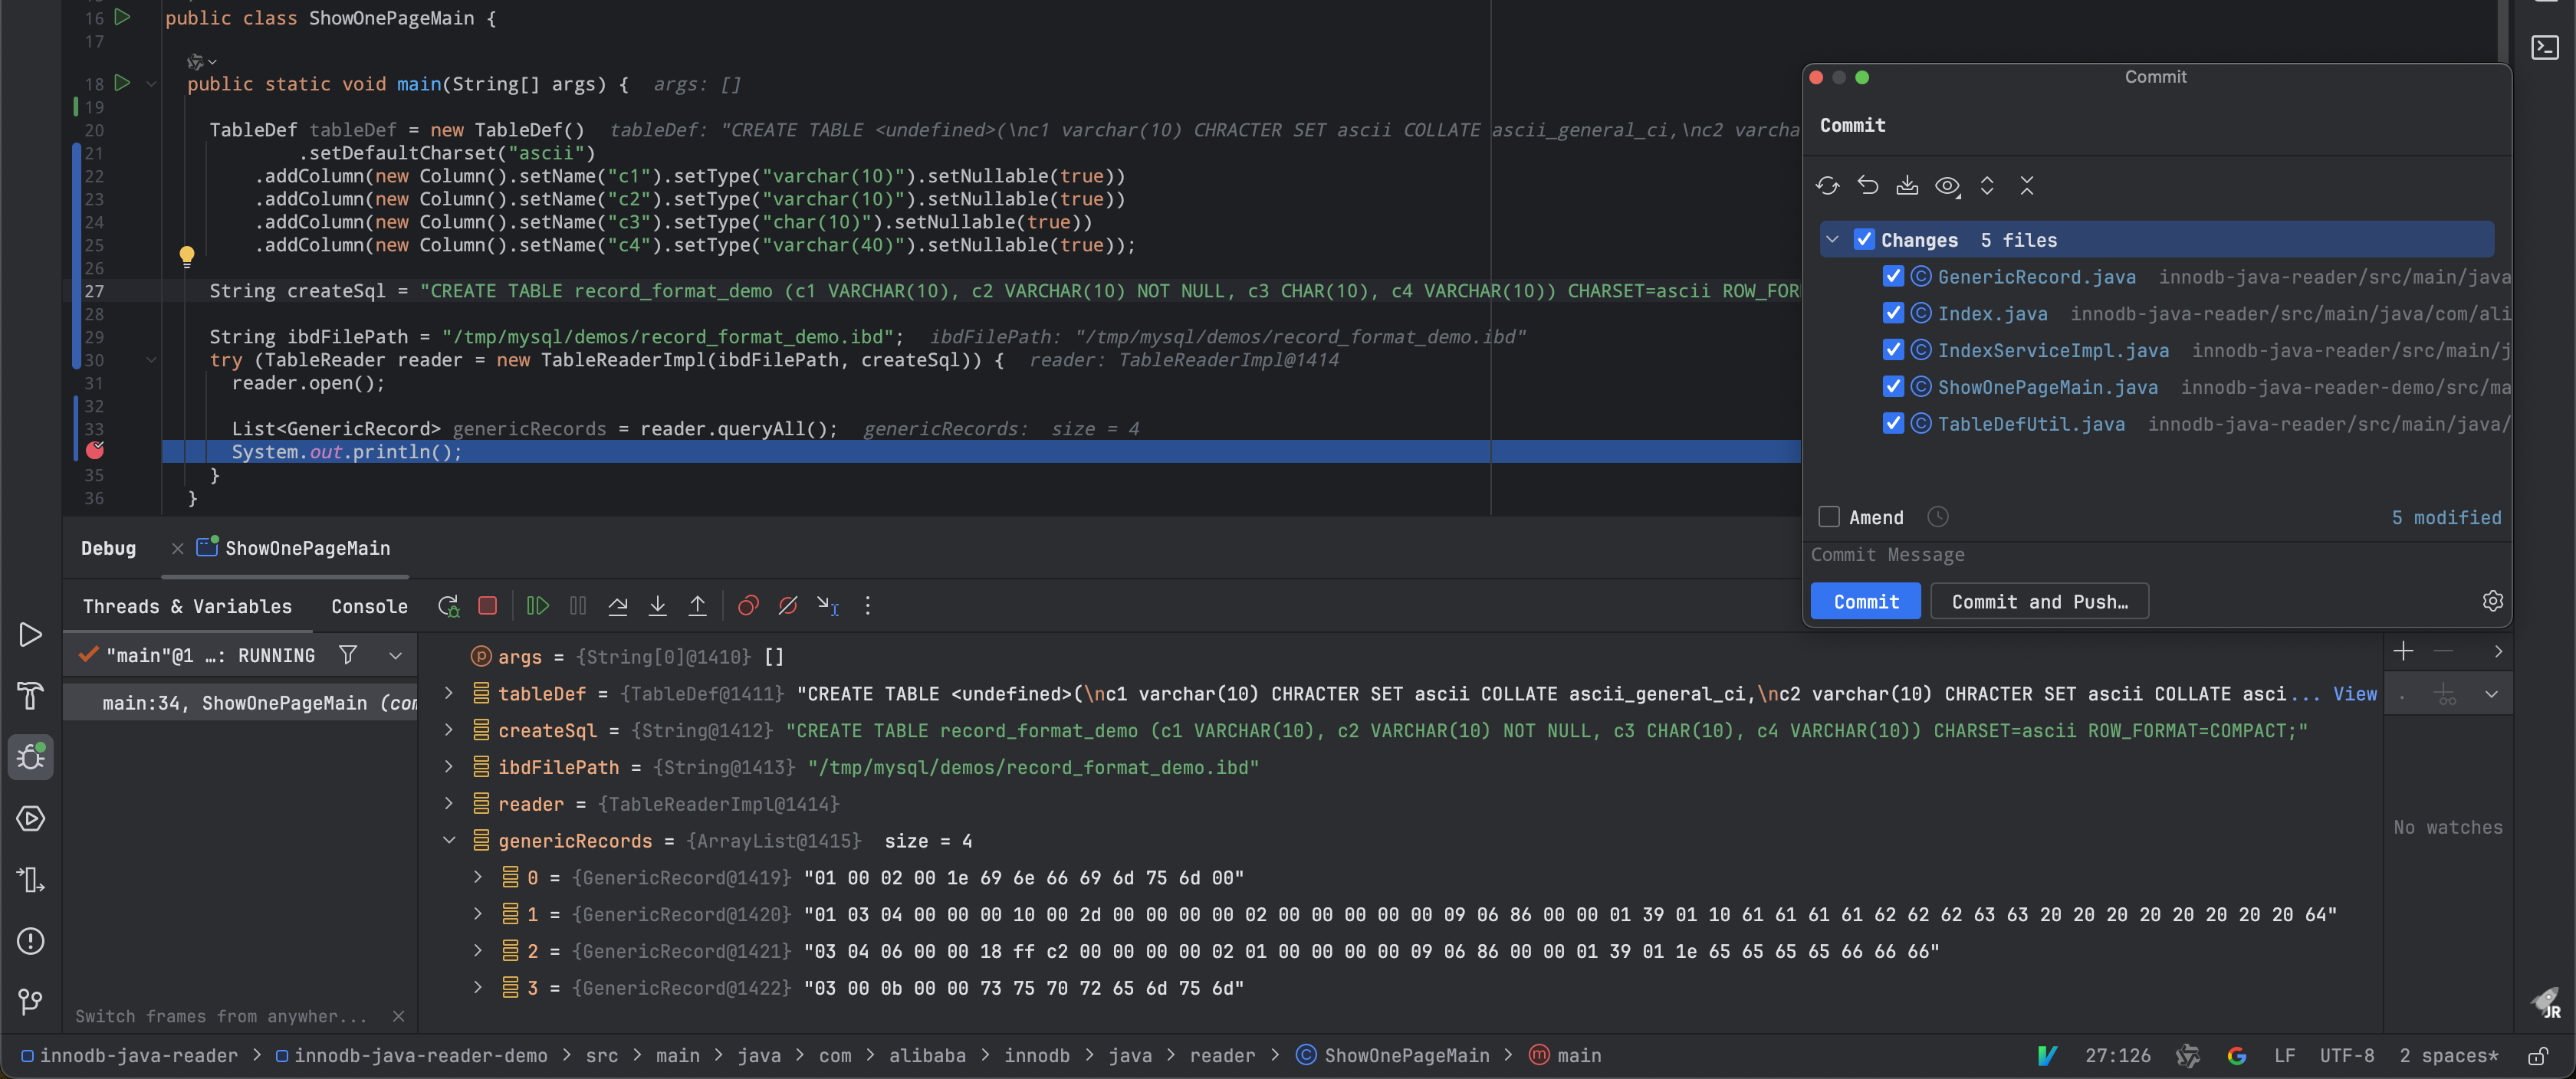 16 public class ShowOnePageMain {
17
18 public static void main(String[] args) {  args: []
19
20 TableDef tableDef = new TableDef()  tableDef: "CREATE TABLE <undefined>(\nc1 varchar(10) CHRACTER SET ascii COLLATE ascii_general_ci,\nc2 varcha
21 .setDefaultCharset("ascii")
22 .addColumn(new Column().setName("c1").setType("varchar(10)").setNullable(true))
23 .addColumn(new Column().setName("c2").setType("varchar(10)").setNullable(true))
24 .addColumn(new Column().setName("c3").setType("char(10)").setNullable(true))
25 .addColumn(new Column().setName("c4").setType("varchar(40)").setNullable(true));
26
27 String createSql = "CREATE TABLE record_format_demo (c1 VARCHAR(10), c2 VARCHAR(10) NOT NULL, c3 CHAR(10), c4 VARCHAR(10)) CHARSET=ascii ROW_FOR
28
29 String ibdFilePath = "/tmp/mysql/demos/record_format_demo.ibd";  ibdFilePath: "/tmp/mysql/demos/record_format_demo.ibd"
30 try (TableReader reader = new TableReaderImpl(ibdFilePath, createSql)) {  reader: TableReaderImpl@1414
31 reader.open();
32
33 List<GenericRecord> genericRecords = reader.queryAll();  genericRecords:  size = 4
System.out.println();
35 }
36 }
Commit
Commit
Changes 5 files
GenericRecord.java innodb-java-reader/src/main/java
Index.java innodb-java-reader/src/main/java/com/ali
IndexServiceImpl.java innodb-java-reader/src/main/j
ShowOnePageMain.java innodb-java-reader-demo/src/ma
TableDefUtil.java innodb-java-reader/src/main/java/
Amend 5 modified
Commit Message
Commit Commit and Push…
Debug ShowOnePageMain
Threads & Variables Console
"main"@1 …: RUNNING
main:34, ShowOnePageMain (com
Switch frames from anywher...
args = {String[0]@1410} []
tableDef = {TableDef@1411} "CREATE TABLE <undefined>(\nc1 varchar(10) CHRACTER SET ascii COLLATE ascii_general_ci,\nc2 varchar(10) CHRACTER SET ascii COLLATE asci... View
createSql = {String@1412} "CREATE TABLE record_format_demo (c1 VARCHAR(10), c2 VARCHAR(10) NOT NULL, c3 CHAR(10), c4 VARCHAR(10)) CHARSET=ascii ROW_FORMAT=COMPACT;"
ibdFilePath = {String@1413} "/tmp/mysql/demos/record_format_demo.ibd"
reader = {TableReaderImpl@1414}
genericRecords = {ArrayList@1415} size = 4
0 = {GenericRecord@1419} "01 00 02 00 1e 69 6e 66 69 6d 75 6d 00"
1 = {GenericRecord@1420} "01 03 04 00 00 00 10 00 2d 00 00 00 00 02 00 00 00 00 00 09 06 86 00 00 01 39 01 10 61 61 61 61 62 62 62 63 63 20 20 20 20 20 20 20 20 64"
2 = {GenericRecord@1421} "03 04 06 00 00 18 ff c2 00 00 00 00 02 01 00 00 00 00 09 06 86 00 00 01 39 01 1e 65 65 65 65 66 66 66"
3 = {GenericRecord@1422} "03 00 0b 00 00 73 75 70 72 65 6d 75 6d"
No watches
JR
innodb-java-reader > innodb-java-reader-demo > src > main > java > com > alibaba > innodb > java > reader > ShowOnePageMain > main
27:126 LF UTF-8 2 spaces*